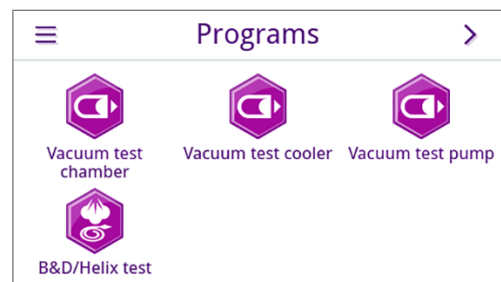 Programs
Vacuum test
chamber
Vacuum test cooler
Vacuum test pump
B&D/Helix test